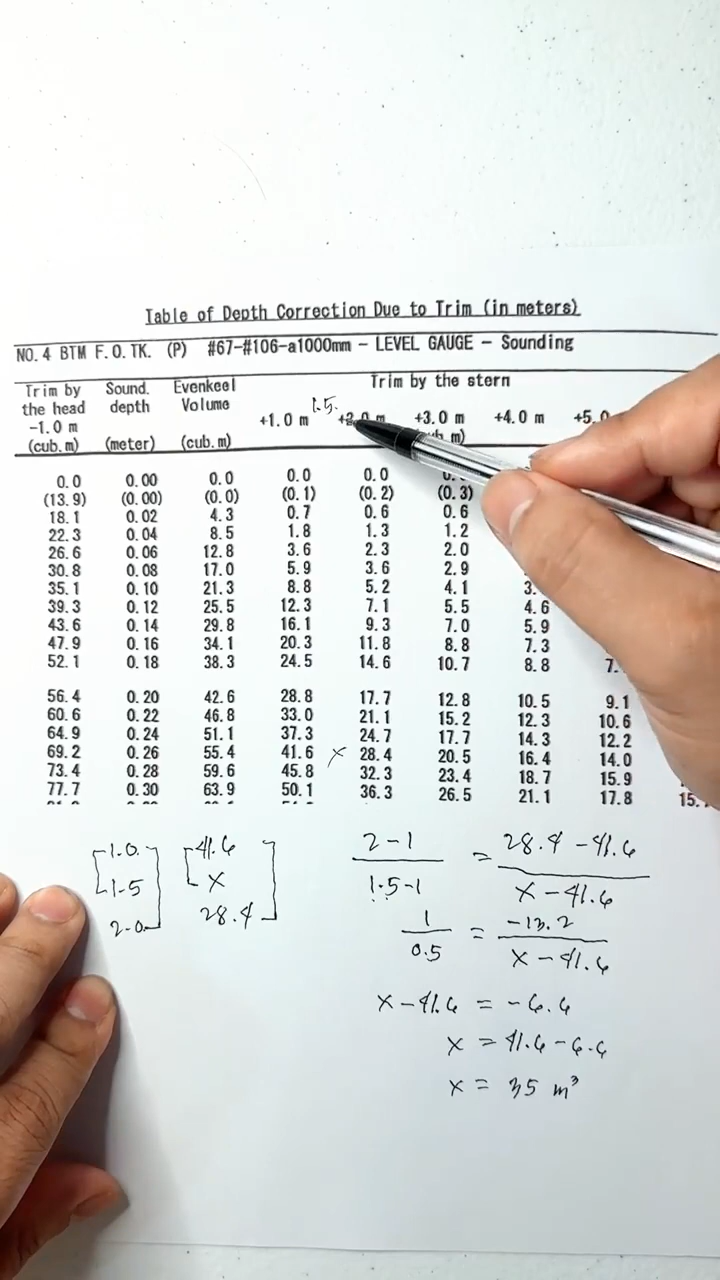 Table of Depth Correction Due to Trim (in meters)
NO. 4 BTM F. O. TK. (P) #67-#106-a1000mm - LEVEL GAUGE - Sounding
Trim by the head -1.0 m (cub. m) Sound. depth (meter) Evenkeel Volume (cub. m) Trim by the stern
+1.0 m 1.5. +2.0 m +3.0 m +4.0 m +5.0
0.0 0.00 0.0 0.0 0.0
(13.9) (0.00) (0.0) (0.1) (0.2) (0.3)
18.1 0.02 4.3 0.7 0.6 0.6
22.3 0.04 8.5 1.8 1.3 1.2
26.6 0.06 12.8 3.6 2.3 2.0
30.8 0.08 17.0 5.9 3.6 2.9
35.1 0.10 21.3 8.8 5.2 4.1 3.
39.3 0.12 25.5 12.3 7.1 5.5 4.6
43.6 0.14 29.8 16.1 9.3 7.0 5.9
47.9 0.16 34.1 20.3 11.8 8.8 7.3
52.1 0.18 38.3 24.5 14.6 10.7 8.8 7.
56.4 0.20 42.6 28.8 17.7 12.8 10.5 9.1
60.6 0.22 46.8 33.0 21.1 15.2 12.3 10.6
64.9 0.24 51.1 37.3 24.7 17.7 14.3 12.2
69.2 0.26 55.4 41.6 x 28.4 20.5 16.4 14.0
73.4 0.28 59.6 45.8 32.3 23.4 18.7 15.9
77.7 0.30 63.9 50.1 36.3 26.5 21.1 17.8 15.
1.0 41.6
1.5 x
2.0 28.4
2-1 = 28.4-41.6
1.5-1 x-41.6
1 = -13.2
0.5 x-41.6
x-41.6 = -6.6
x = 41.6-6.6
x = 35 m³